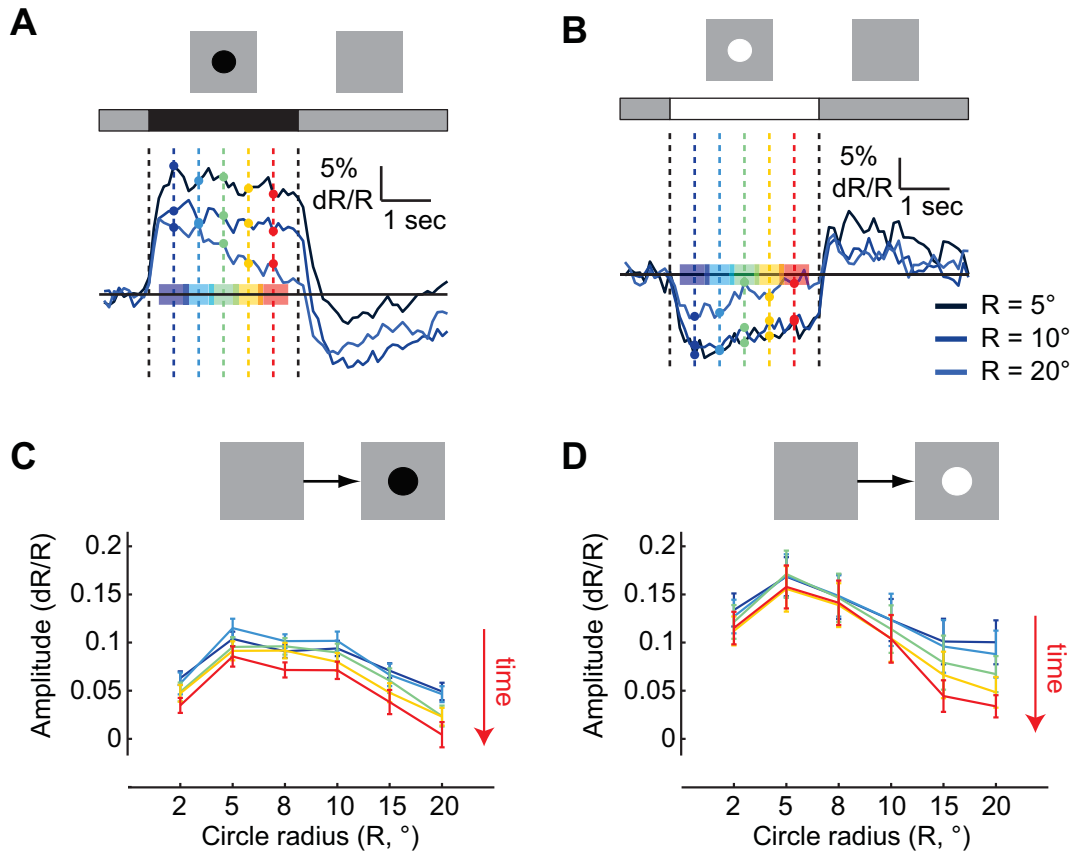 A
5%
dR/R
1 sec
B
5%
dR/R
1 sec
R = 5°
R = 10°
R = 20°
C
Amplitude (dR/R)
0.2
0.15
0.1
0.05
0
time
2 5 8 10 15 20
Circle radius (R, °)
D
Amplitude (dR/R)
0.2
0.15
0.1
0.05
0
time
2 5 8 10 15 20
Circle radius (R, °)